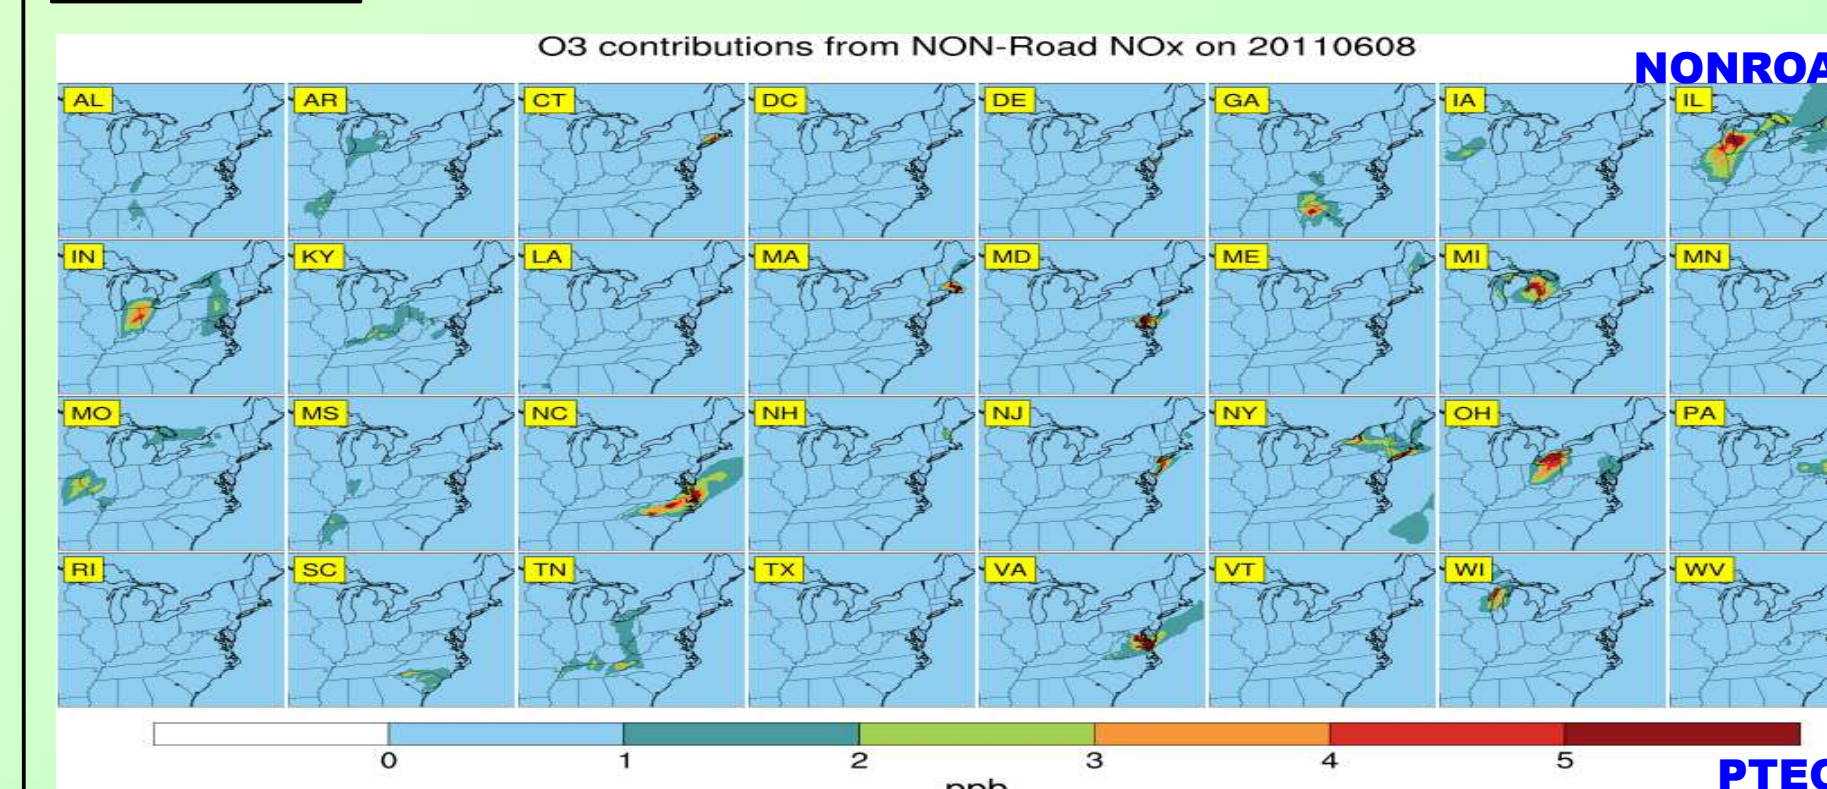 O3 contributions from NON-Road NOx on 20110608
NONROA
AL AR CT DC DE GA IA IL
IN KY LA MA MD ME MI MN
MO MS NC NH NJ NY OH PA
RI SC TN TX VA VT WI WV
0 1 2 3 4 5
ppb
PTEC